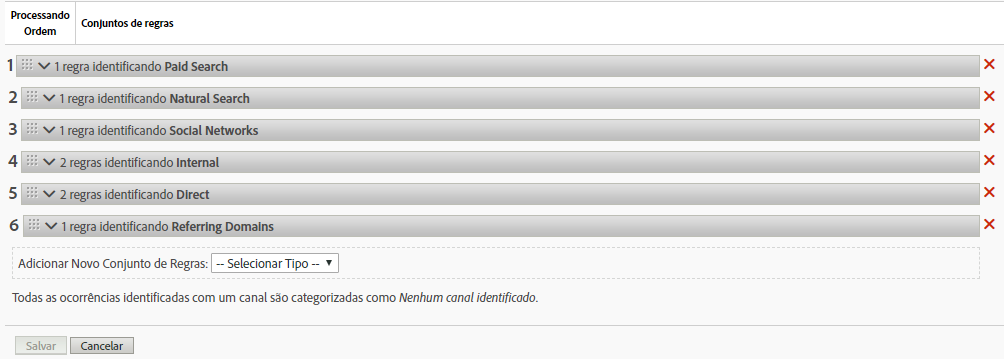 Processando
Ordem
Conjuntos de regras
1 1 regra identificando Paid Search
2 1 regra identificando Natural Search
3 1 regra identificando Social Networks
4 2 regras identificando Internal
5 2 regras identificando Direct
6 1 regra identificando Referring Domains
Adicionar Novo Conjunto de Regras: -- Selecionar Tipo --
Todas as ocorrências identificadas com um canal são categorizadas como Nenhum canal identificado.
Salvar Cancelar